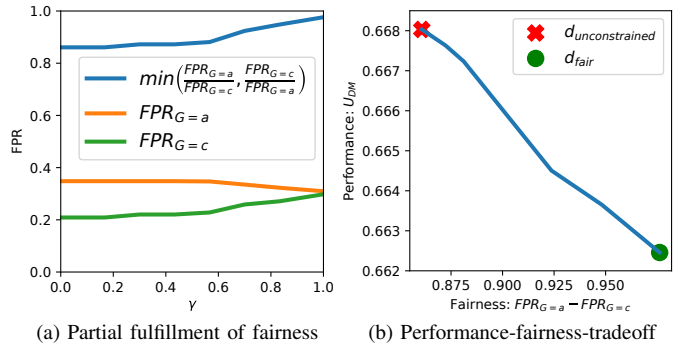 1.0
0.8
0.6
0.4
0.2
0.0
FPR
min(FPR_{G=a}/FPR_{G=c}, FPR_{G=c}/FPR_{G=a})
FPR_{G=a}
FPR_{G=c}
0.0 0.2 0.4 0.6 0.8 1.0
γ
(a) Partial fulfillment of fairness
0.668
0.667
0.666
0.665
0.664
0.663
0.662
Performance: U_{DM}
d_{unconstrained}
d_{fair}
0.875 0.900 0.925 0.950
Fairness: FPR_{G=a} − FPR_{G=c}
(b) Performance-fairness-tradeoff